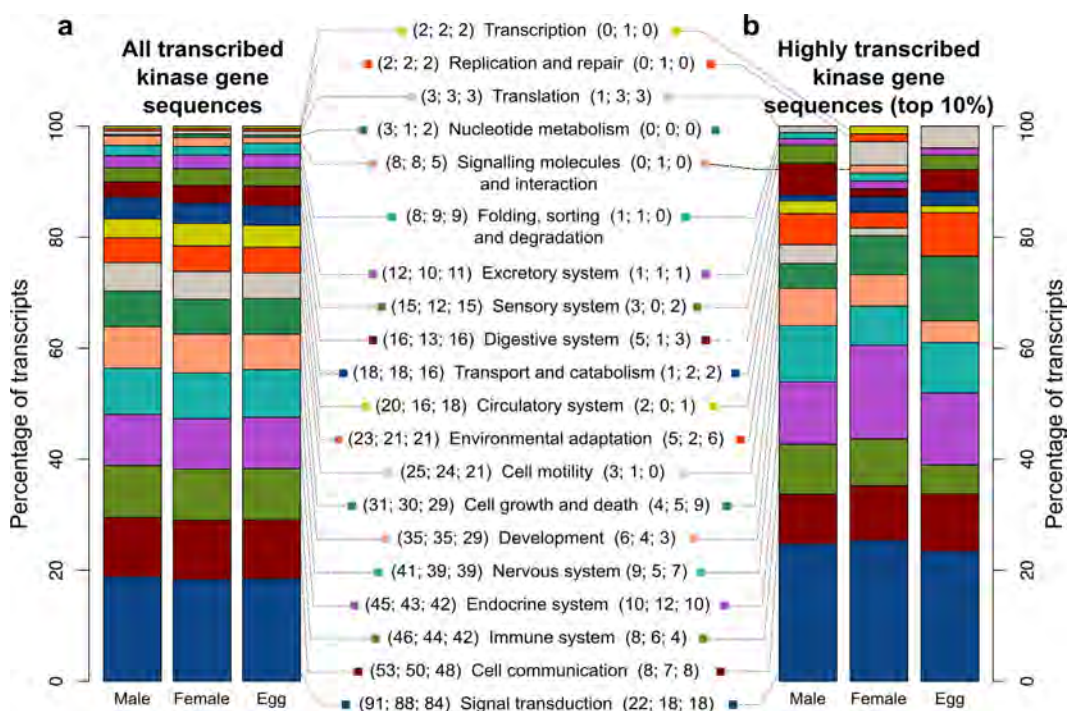 a
All transcribed
kinase gene
sequences
b
Highly transcribed
kinase gene
sequences (top 10%)
(2; 2; 2) Transcription (0; 1; 0)
(2; 2; 2) Replication and repair (0; 1; 0)
(3; 3; 3) Translation (1; 3; 3)
(3; 1; 2) Nucleotide metabolism (0; 0; 0)
(8; 8; 5) Signalling molecules (0; 1; 0)
and interaction
(8; 9; 9) Folding, sorting (1; 1; 0)
and degradation
(12; 10; 11) Excretory system (1; 1; 1)
(15; 12; 15) Sensory system (3; 0; 2)
(16; 13; 16) Digestive system (5; 1; 3)
(18; 18; 16) Transport and catabolism (1; 2; 2)
(20; 16; 18) Circulatory system (2; 0; 1)
(23; 21; 21) Environmental adaptation (5; 2; 6)
(25; 24; 21) Cell motility (3; 1; 0)
(31; 30; 29) Cell growth and death (4; 5; 9)
(35; 35; 29) Development (6; 4; 3)
(41; 39; 39) Nervous system (9; 5; 7)
(45; 43; 42) Endocrine system (10; 12; 10)
(46; 44; 42) Immune system (8; 6; 4)
(53; 50; 48) Cell communication (8; 7; 8)
(91; 88; 84) Signal transduction (22; 18; 18)
Percentage of transcripts
100
80
60
40
20
0
Male Female Egg
Percentage of transcripts
100
80
60
40
20
0
Male Female Egg